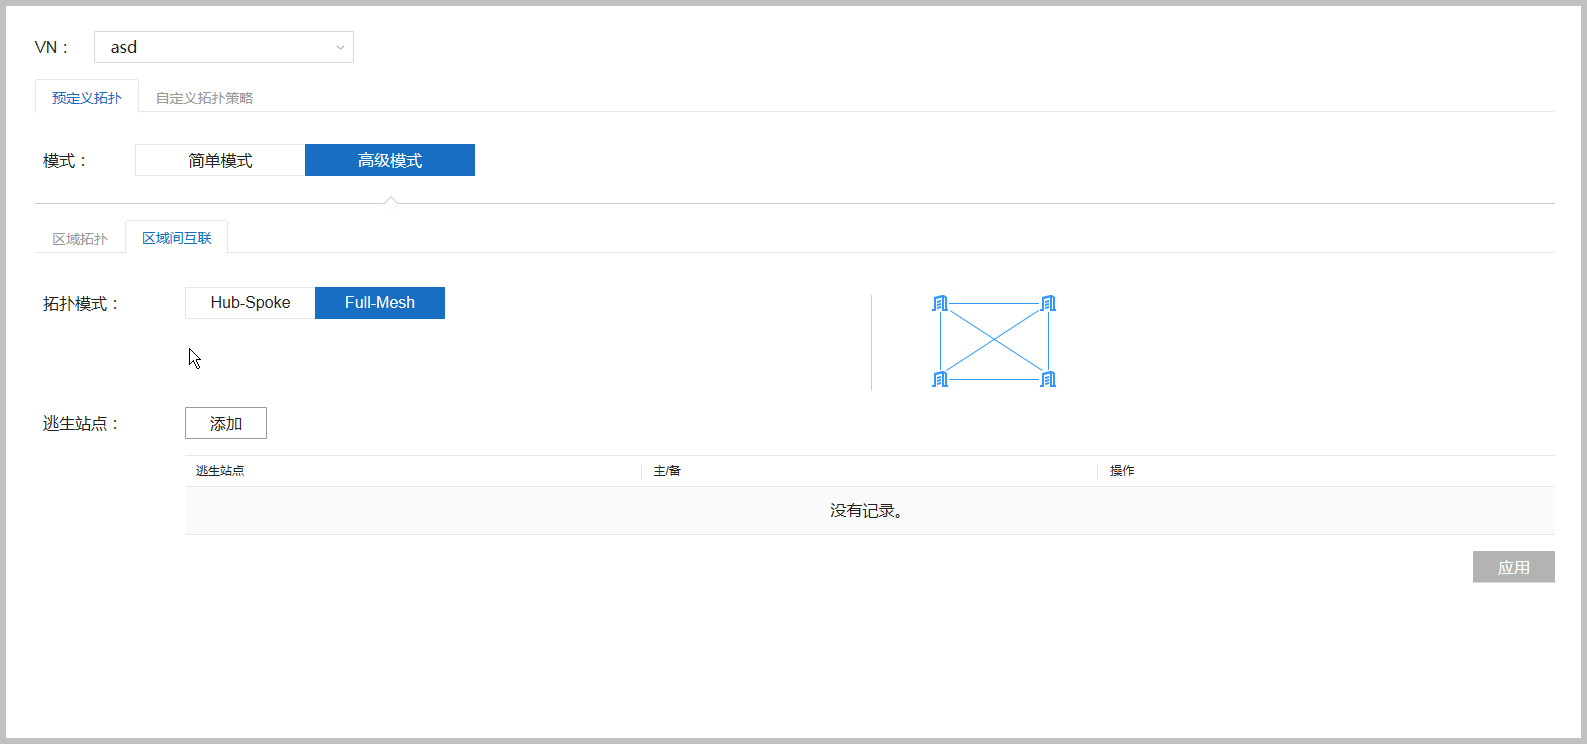 VN： asd
预定义拓扑 自定义拓扑策略
模式： 简单模式 高级模式
区域拓扑 区域间互联
拓扑模式： Hub-Spoke Full-Mesh
逃生站点： 添加
逃生站点 主/备 操作
没有记录。
应用